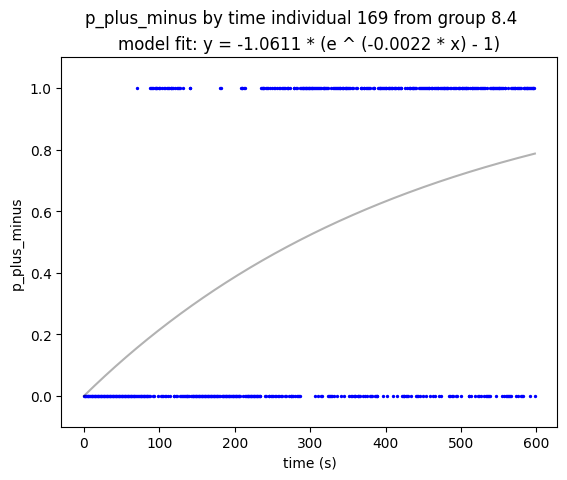 p_plus_minus by time individual 169 from group 8.4
model fit: y = -1.0611 * (e ^ (-0.0022 * x) - 1)
1.0
0.8
0.6
0.4
0.2
0.0
p_plus_minus
0 100 200 300 400 500 600
time (s)